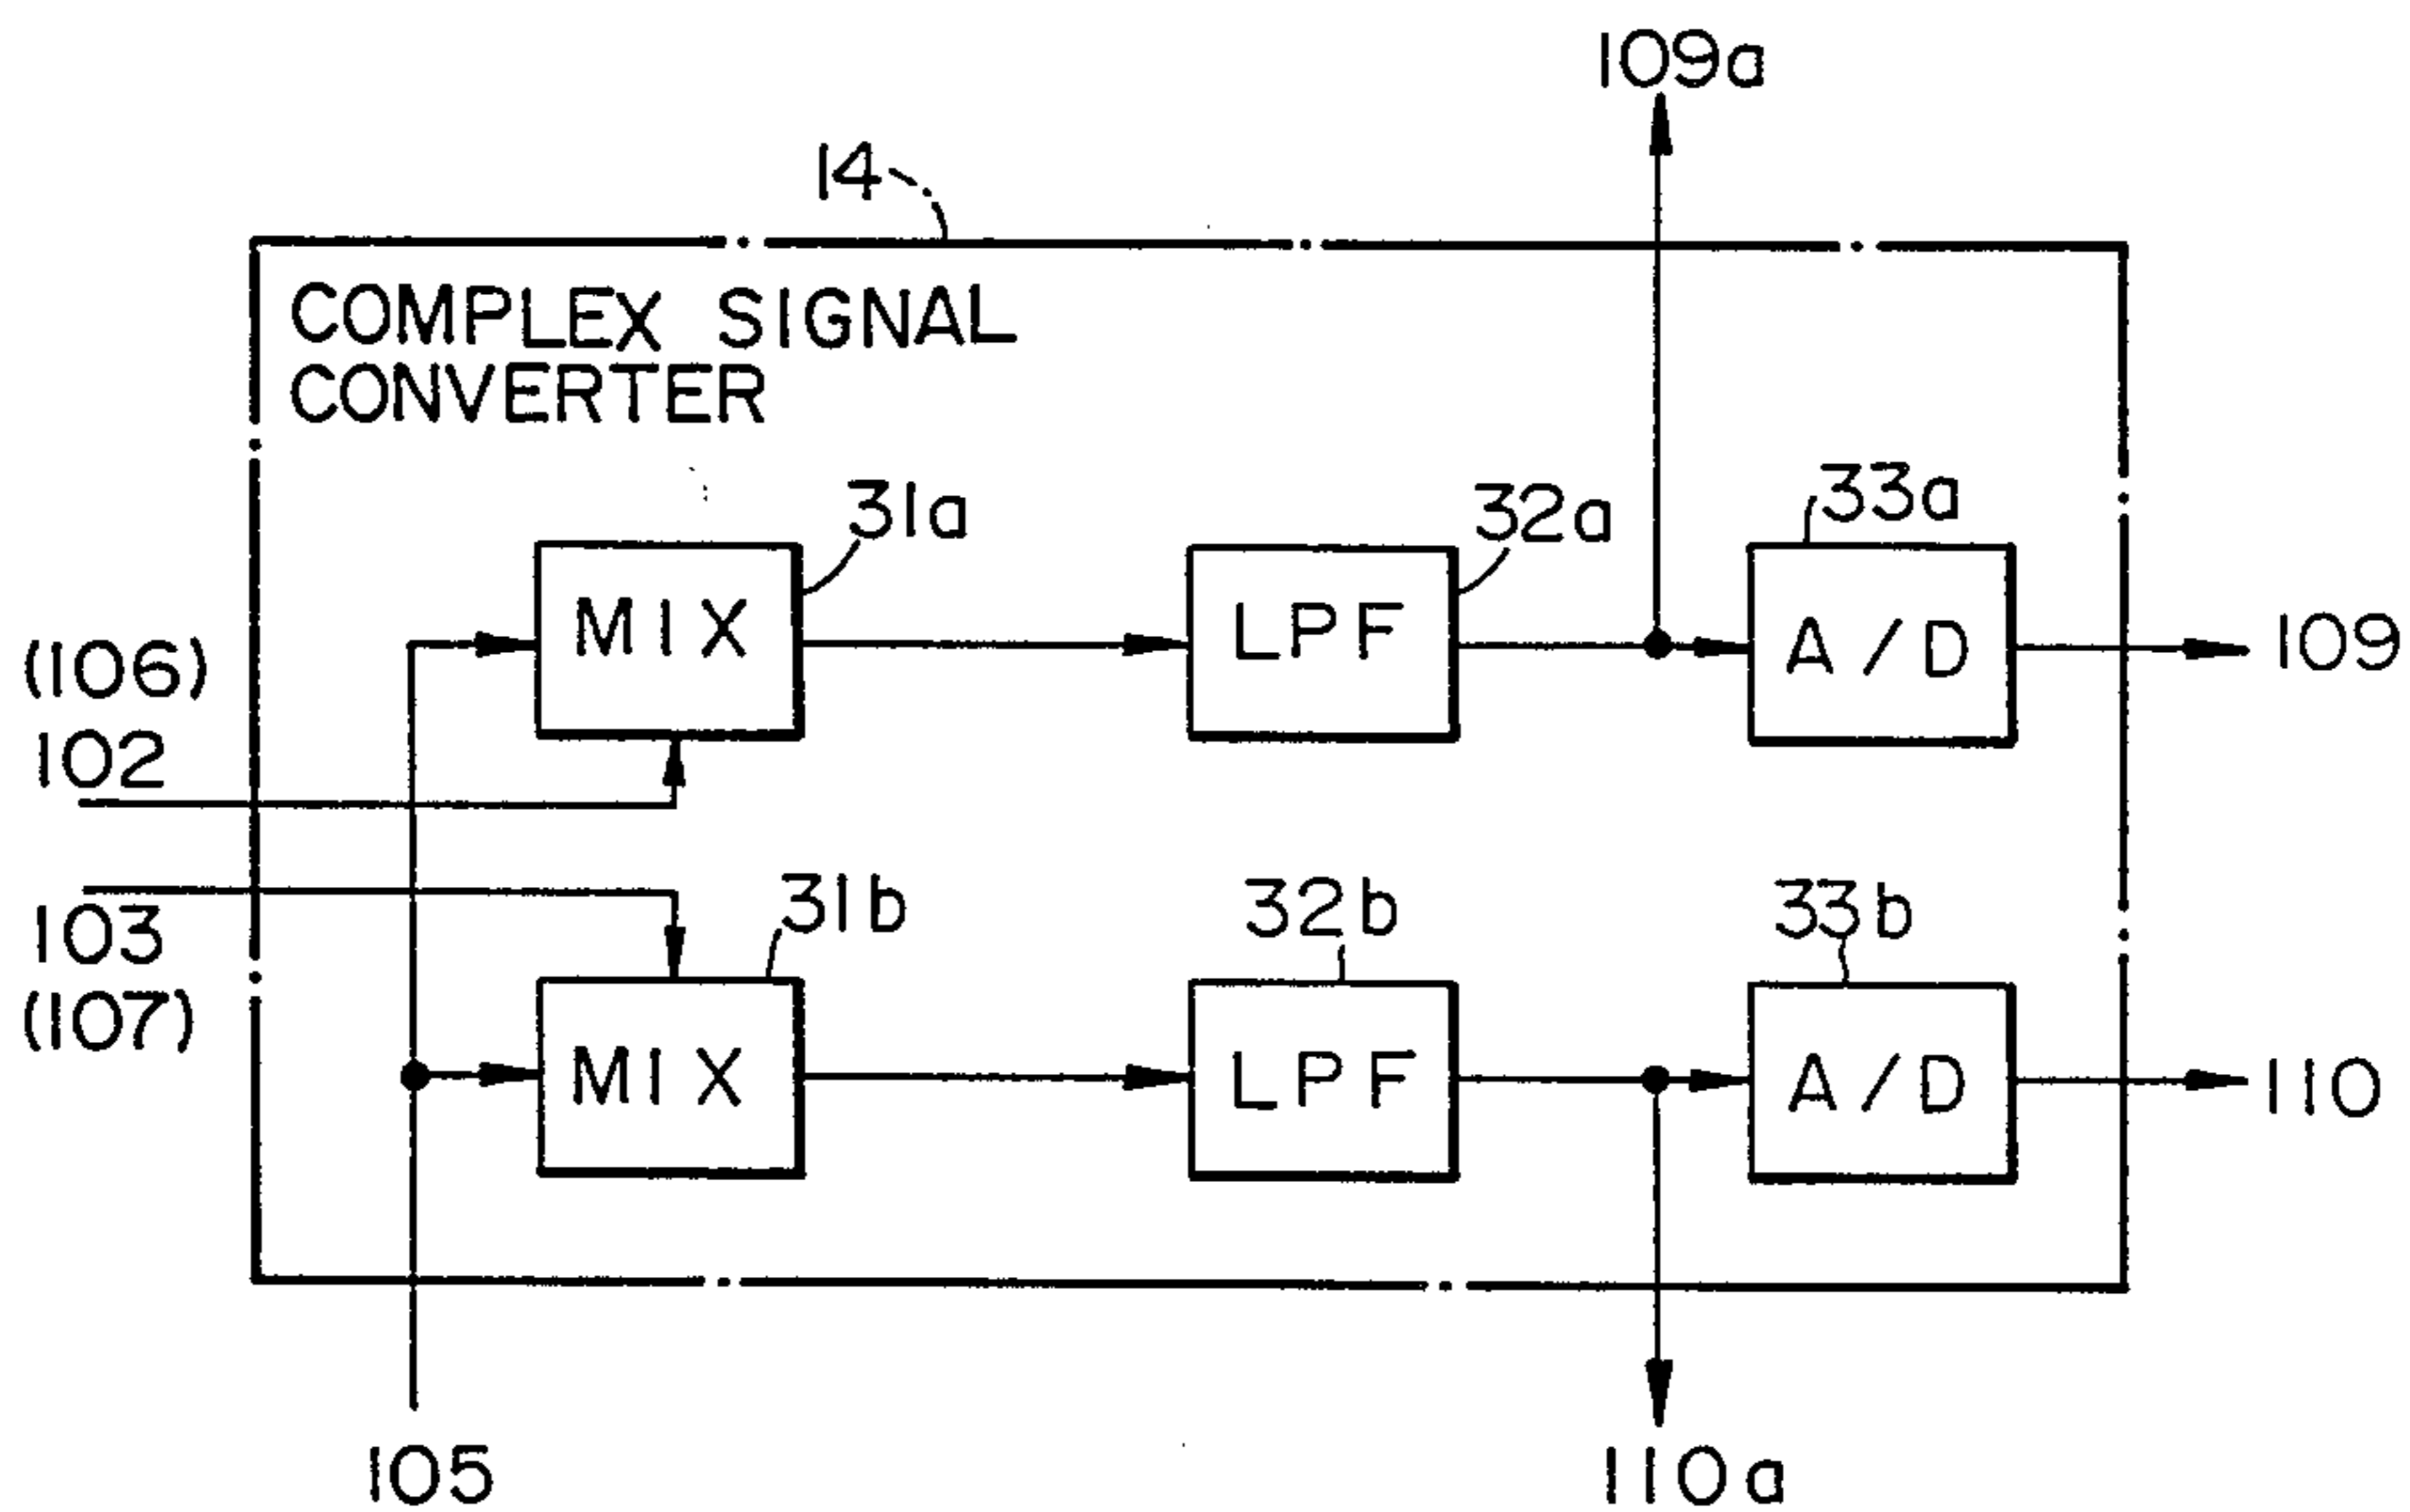 109a
14
COMPLEX SIGNAL
CONVERTER
31a
32a
33a
MIX
LPF
A/D
(106)
109
102
103
31b
32b
33b
(107)
MIX
LPF
A/D
110
105
110a